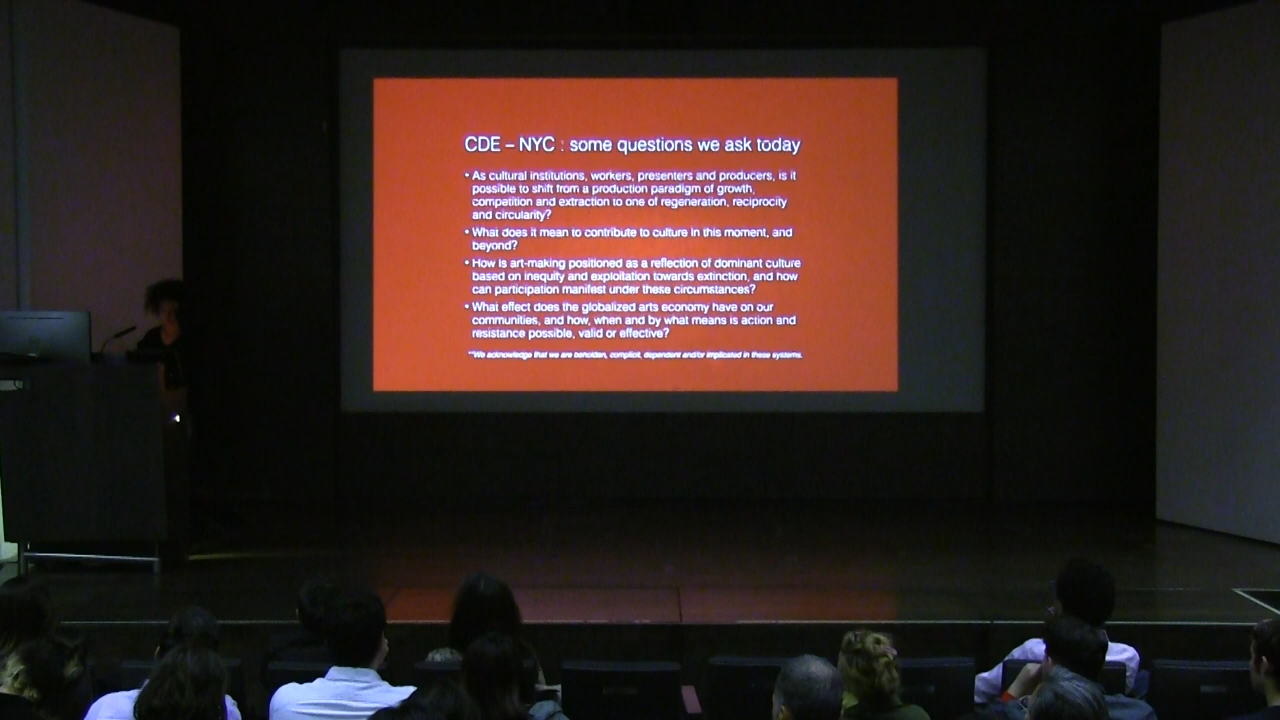 CDE – NYC : some questions we ask today
• As cultural institutions, workers, presenters and producers, is it
possible to shift from a production paradigm of growth,
competition and extraction to one of regeneration, reciprocity
and circularity?
• What does it mean to contribute to culture in this moment, and
beyond?
• How is art-making positioned as a reflection of dominant culture
based on inequity and exploitation towards extinction, and how
can participation manifest under these circumstances?
• What effect does the globalized arts economy have on our
communities, and how, when and by what means is action and
resistance possible, valid or effective?
**We acknowledge that we are beholden, complicit, dependent and/or implicated in these systems.